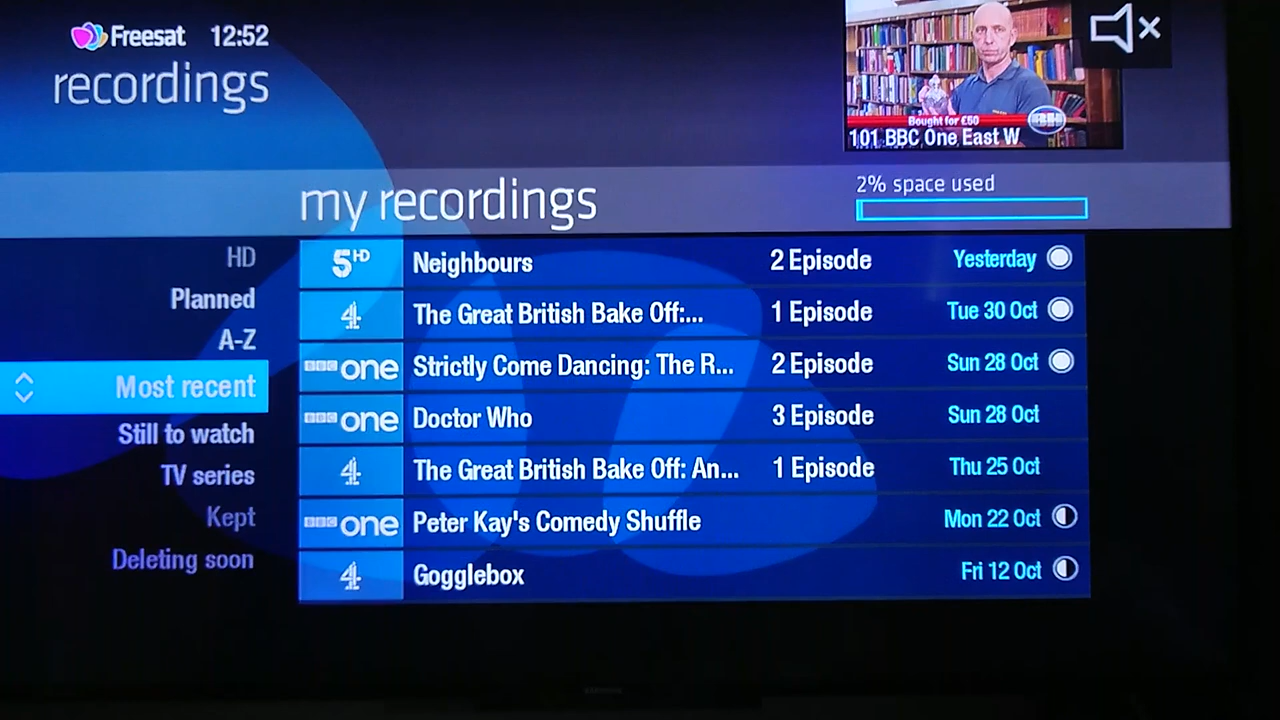 Freesat 12:52
recordings
Bought for £50
101 BBC One East W
my recordings
2% space used
HD
Planned
A-Z
Most recent
Still to watch
TV series
Kept
Deleting soon
5HD Neighbours 2 Episode Yesterday
4 The Great British Bake Off:... 1 Episode Tue 30 Oct
BBC one Strictly Come Dancing: The R... 2 Episode Sun 28 Oct
BBC one Doctor Who 3 Episode Sun 28 Oct
4 The Great British Bake Off: An... 1 Episode Thu 25 Oct
BBC one Peter Kay's Comedy Shuffle Mon 22 Oct
4 Gogglebox Fri 12 Oct
SAMSUNG